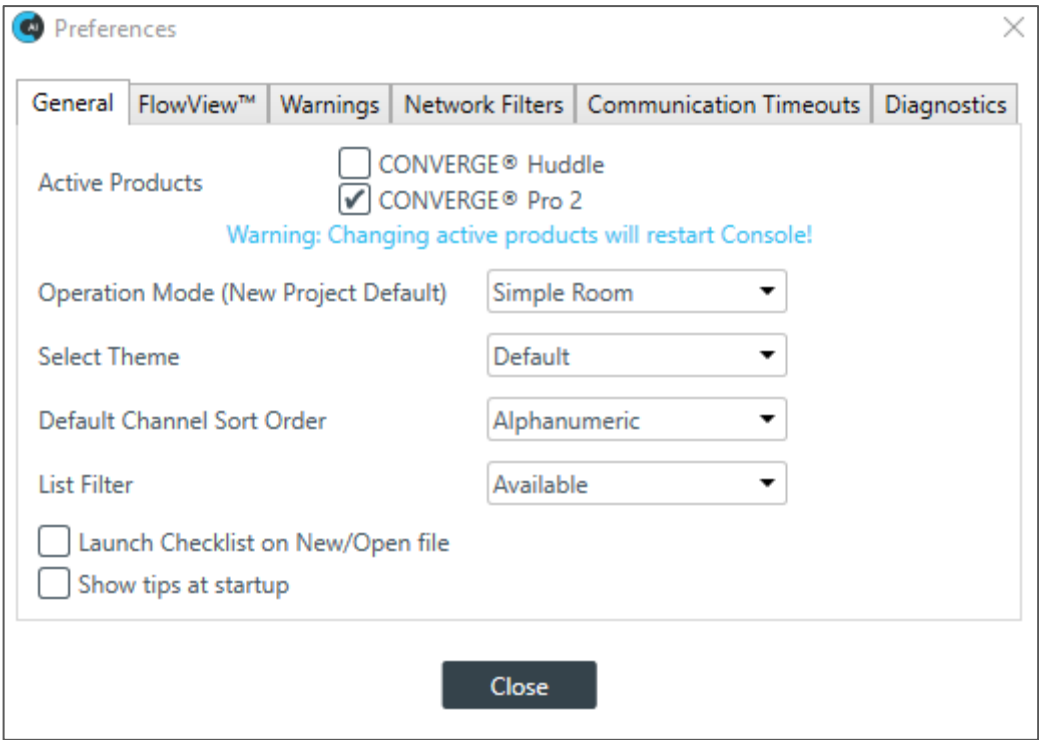 Preferences
General FlowView™ Warnings Network Filters Communication Timeouts Diagnostics
Active Products
CONVERGE® Huddle
CONVERGE® Pro 2
Warning: Changing active products will restart Console!
Operation Mode (New Project Default) Simple Room
Select Theme Default
Default Channel Sort Order Alphanumeric
List Filter Available
Launch Checklist on New/Open file
Show tips at startup
Close